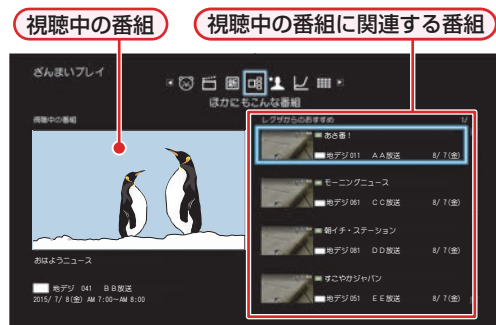 視聴中の番組
視聴中の番組に関連する番組
ざんまいプレイ
新
ほかにもこんな番組
視聴中の番組
レグザからのおすすめ 1/
あさ番!
地デジ011 AA放送 8/ 7(金)
モーニングニュース
地デジ061 CC放送 8/ 7(金)
朝イチ・ステーション
地デジ081 DD放送 8/ 7(金)
すこやかジャパン
地デジ051 EE放送 8/ 7(金)
おはようニュース
地デジ 041 BB放送
2015/ 7/ 8(金) AM 7:00～AM 8:00